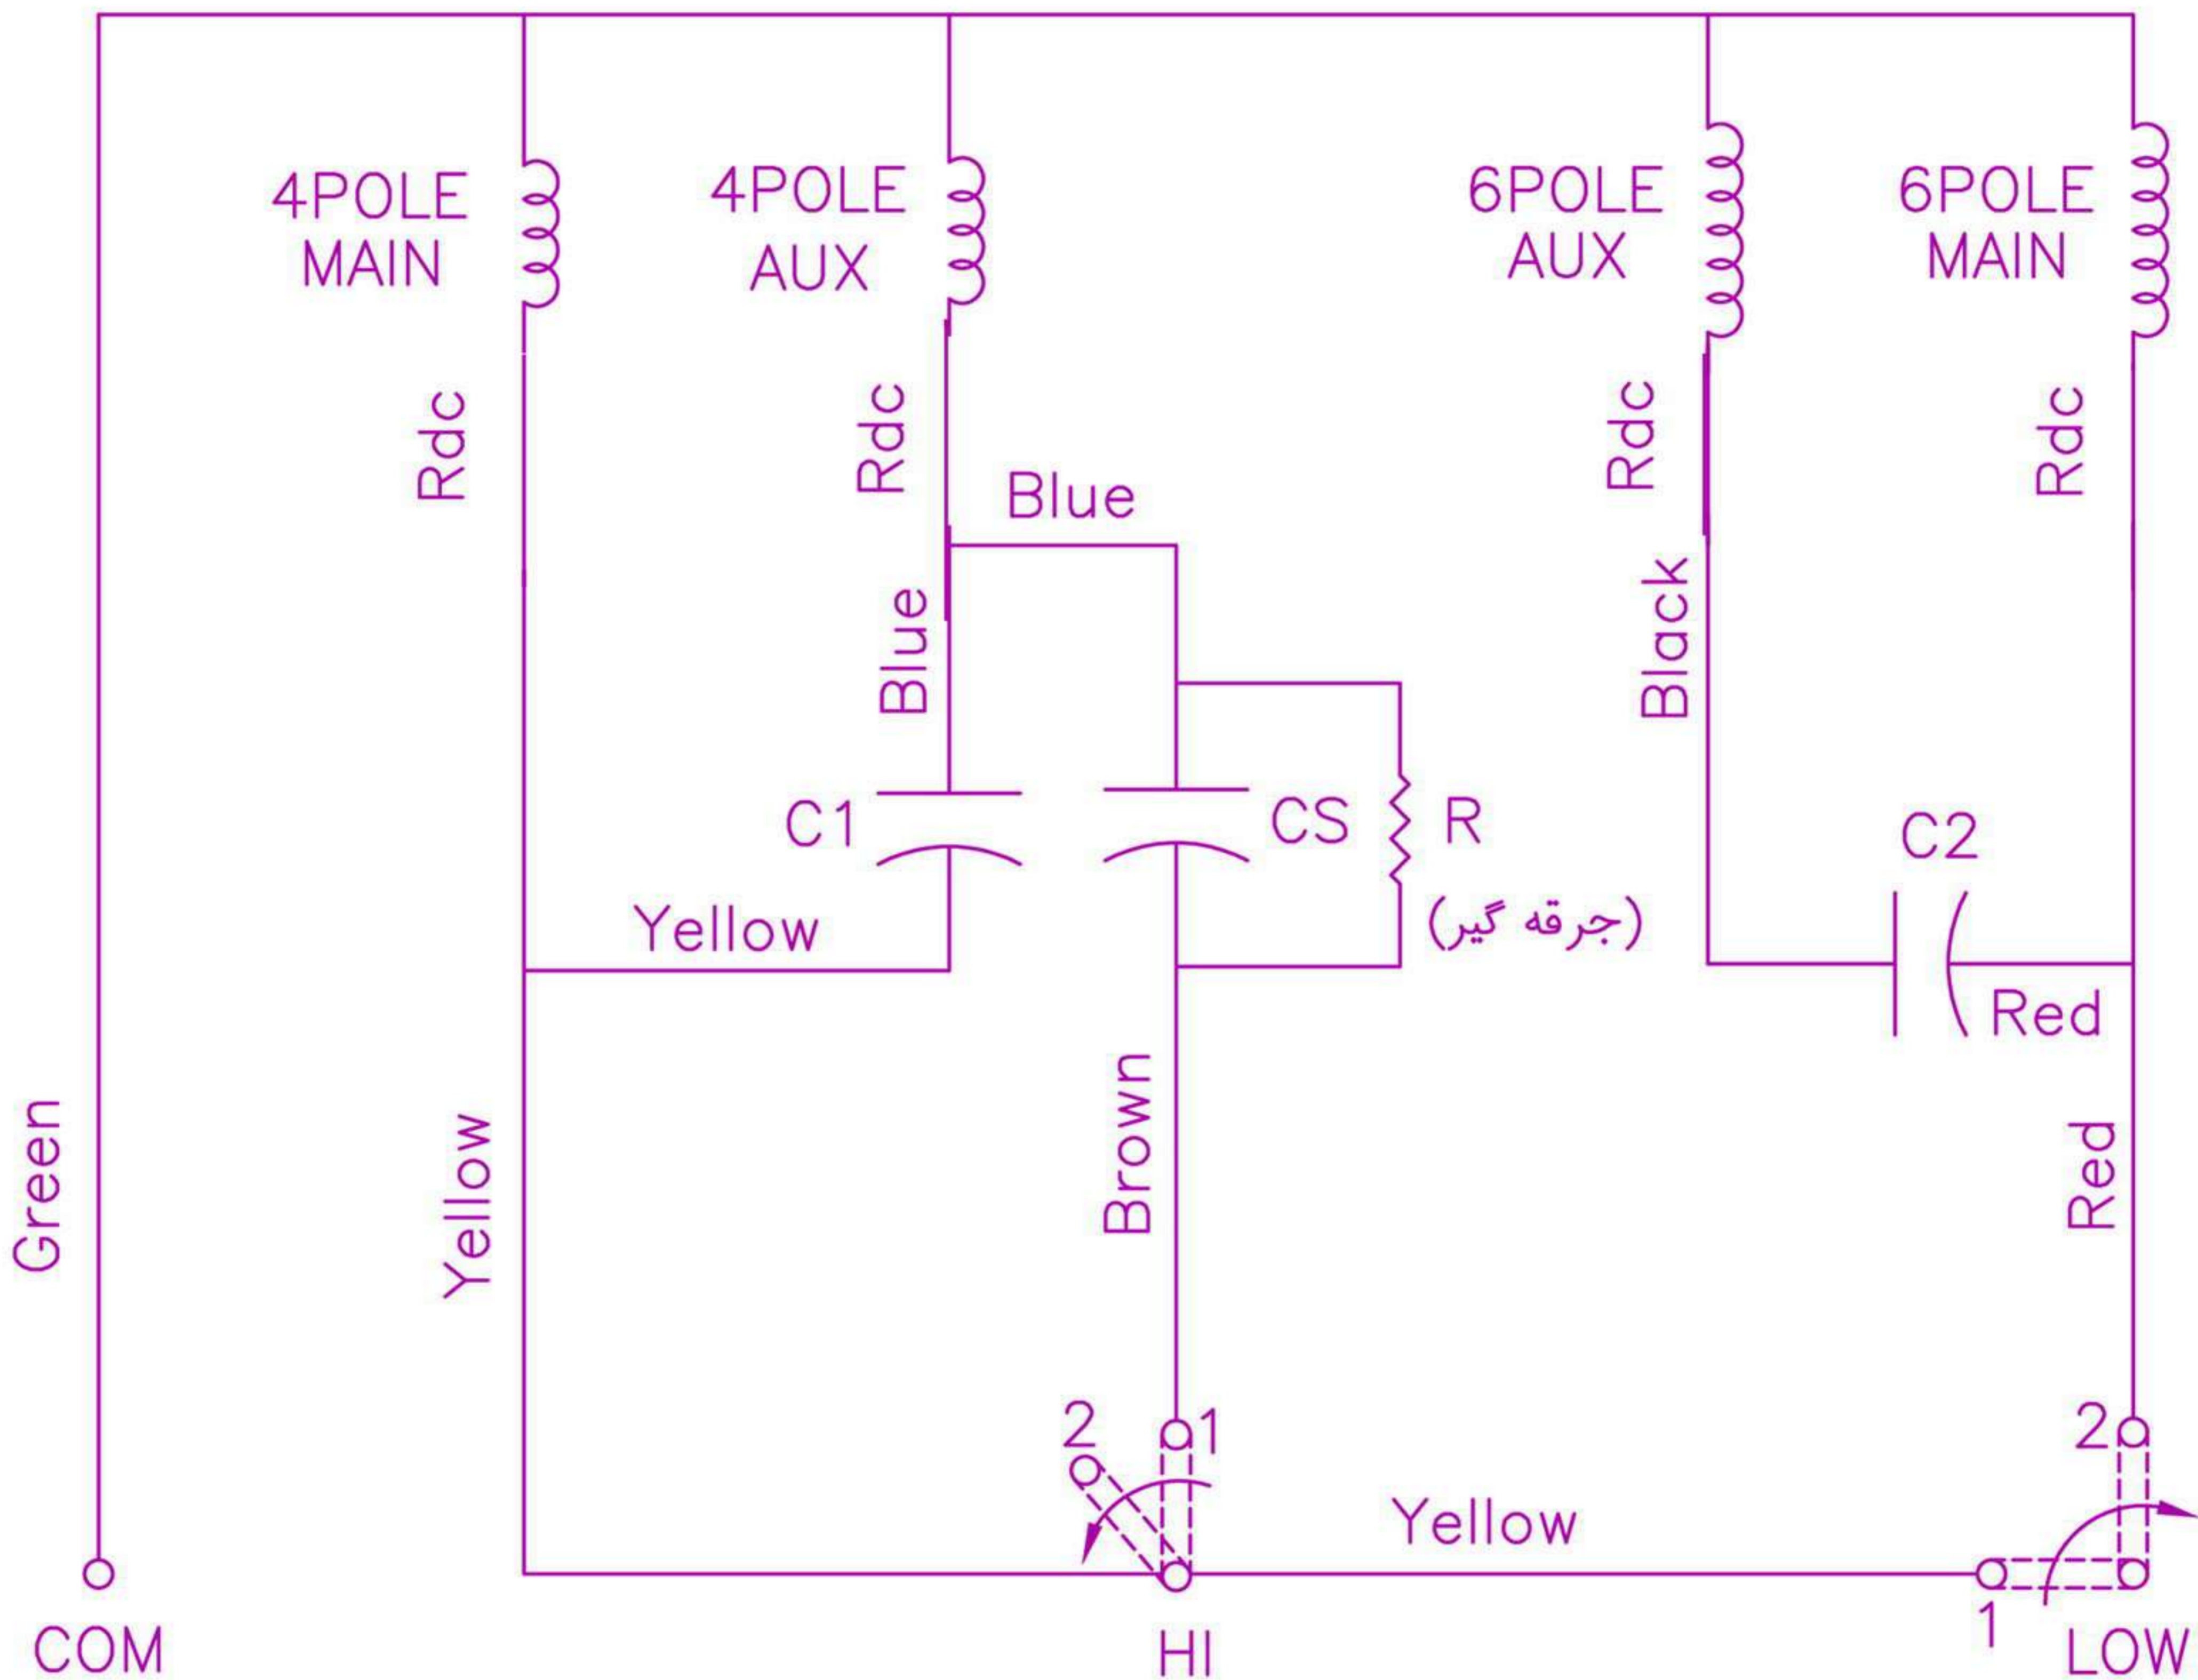 4POLE
MAIN
4POLE
AUX
6POLE
AUX
6POLE
MAIN
Rdc
Rdc
Rdc
Rdc
Blue
Blue
Black
C1
CS
R
(جرقه گیر)
C2
Yellow
Red
Green
Yellow
Brown
Red
2
1
2
Yellow
1
COM
HI
LOW